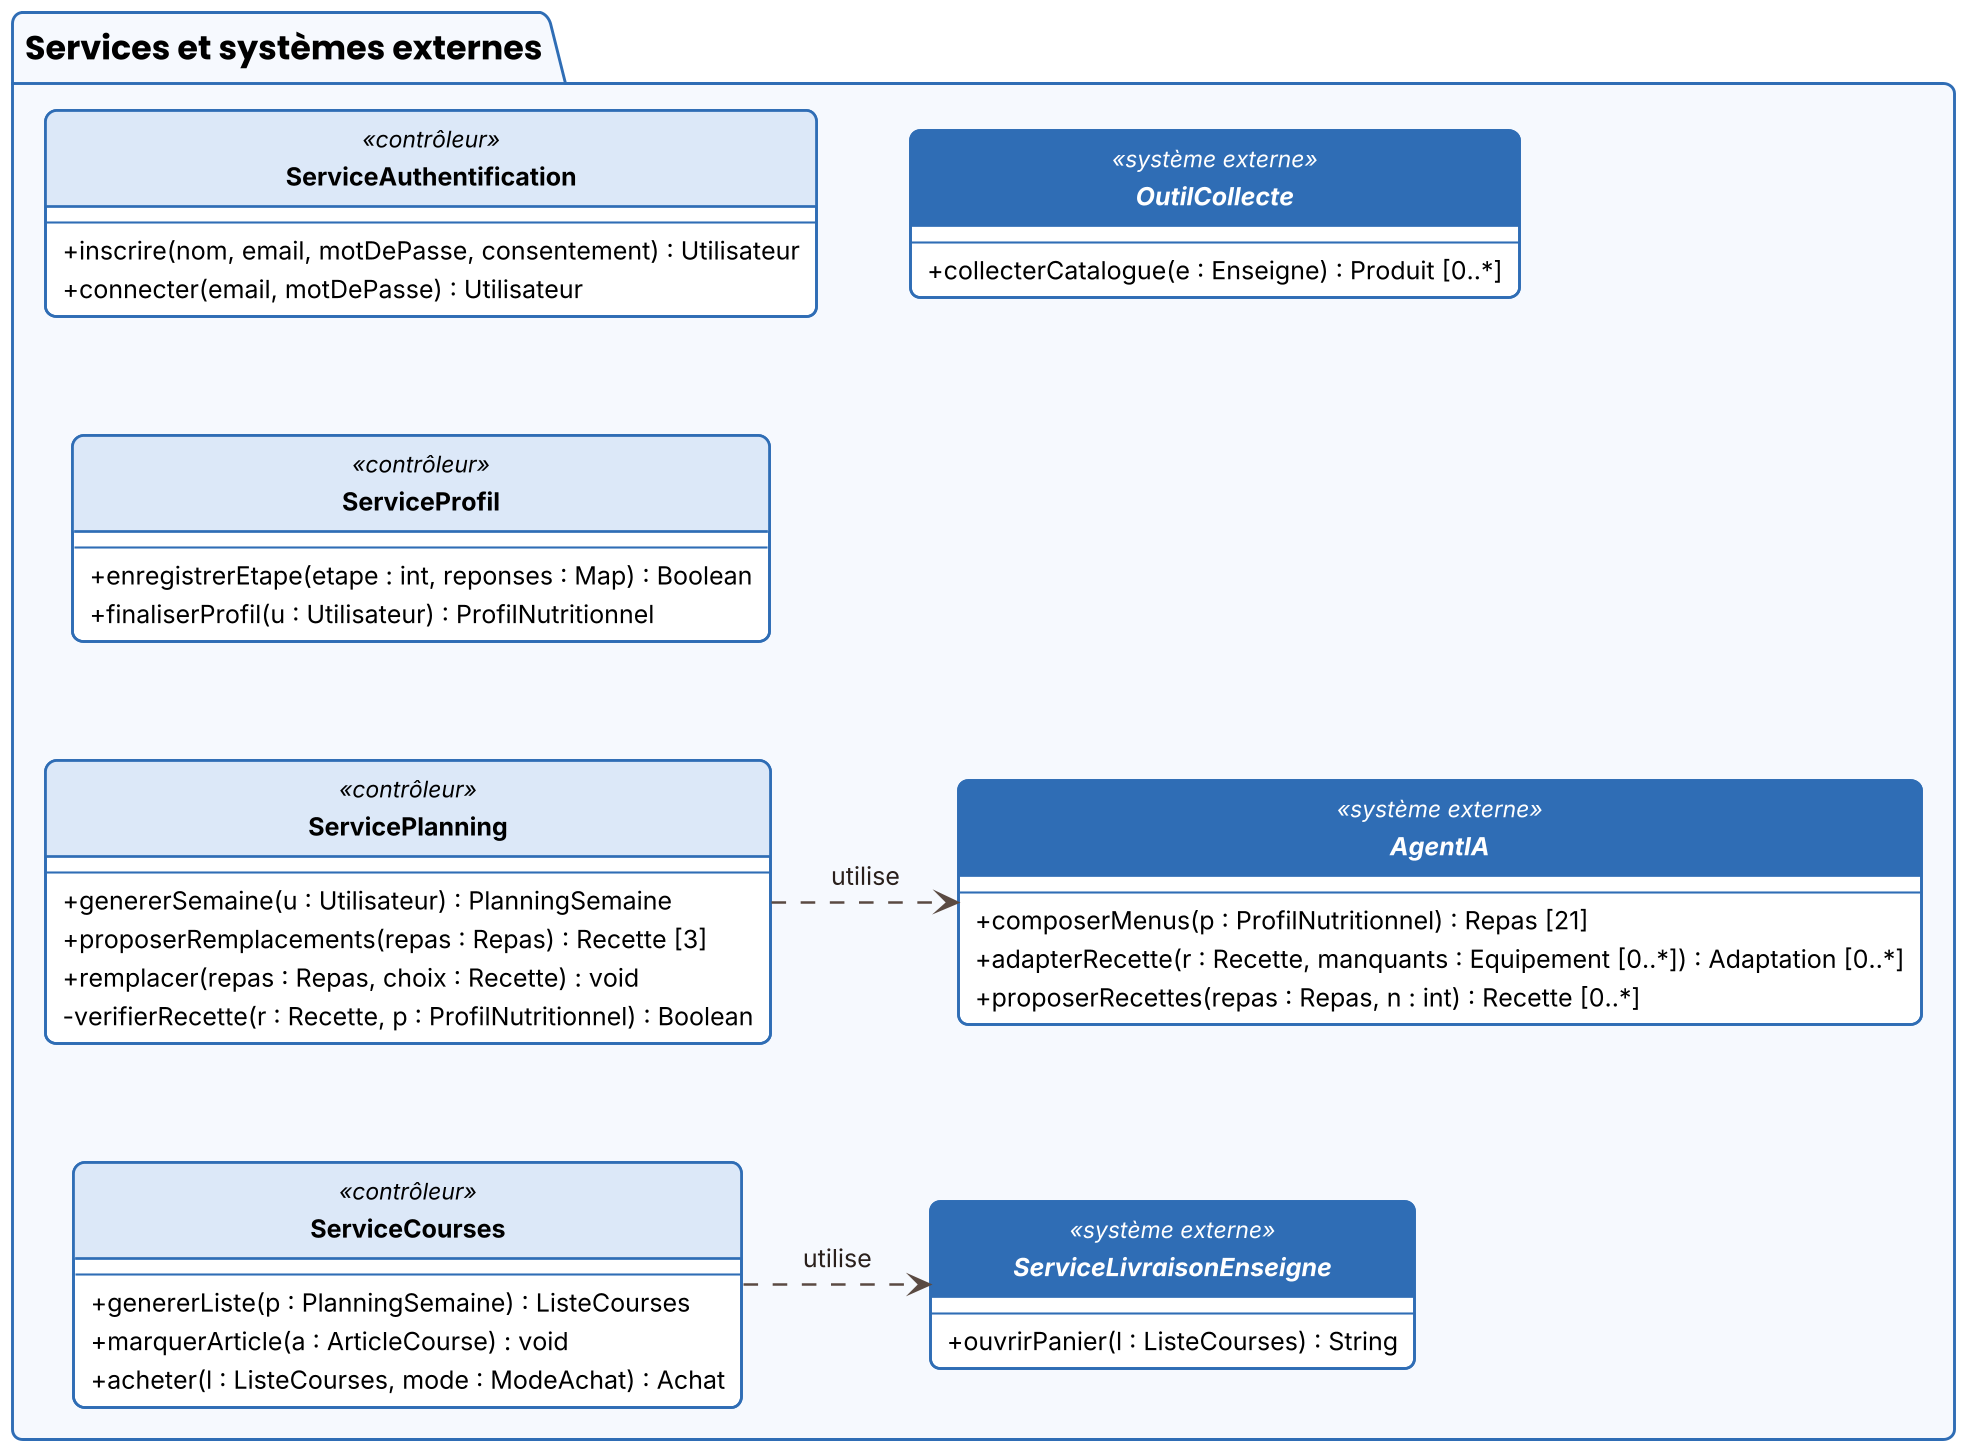 Services et systèmes externes
«contrôleur»
ServiceAuthentification
+inscrire(nom, email, motDePasse, consentement) : Utilisateur
+connecter(email, motDePasse) : Utilisateur
«système externe»
OutilCollecte
+collecterCatalogue(e : Enseigne) : Produit [0..*]
«contrôleur»
ServiceProfil
+enregistrerEtape(etape : int, reponses : Map) : Boolean
+finaliserProfil(u : Utilisateur) : ProfilNutritionnel
«contrôleur»
ServicePlanning
+genererSemaine(u : Utilisateur) : PlanningSemaine
+proposerRemplacements(repas : Repas) : Recette [3]
+remplacer(repas : Repas, choix : Recette) : void
-verifierRecette(r : Recette, p : ProfilNutritionnel) : Boolean
utilise
«système externe»
AgentIA
+composerMenus(p : ProfilNutritionnel) : Repas [21]
+adapterRecette(r : Recette, manquants : Equipement [0..*]) : Adaptation [0..*]
+proposerRecettes(repas : Repas, n : int) : Recette [0..*]
«contrôleur»
ServiceCourses
+genererListe(p : PlanningSemaine) : ListeCourses
+marquerArticle(a : ArticleCourse) : void
+acheter(l : ListeCourses, mode : ModeAchat) : Achat
utilise
«système externe»
ServiceLivraisonEnseigne
+ouvrirPanier(l : ListeCourses) : String